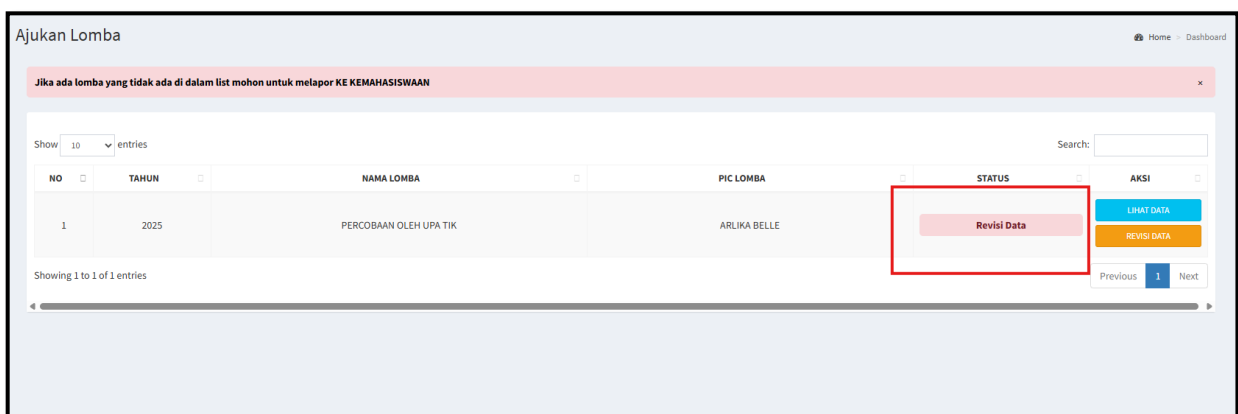 Ajukan Lomba
Home > Dashboard
Jika ada lomba yang tidak ada di dalam list mohon untuk melapor KE KEMAHASISWAAN ×
Show 10 entries Search:
NO TAHUN NAMA LOMBA PIC LOMBA STATUS AKSI
1 2025 PERCOBAAN OLEH UPA TIK ARLIKA BELLE Revisi Data LIHAT DATA
REVISI DATA
Showing 1 to 1 of 1 entries Previous 1 Next